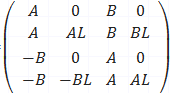 = ( A 0 B 0
A AL B BL
−B 0 A 0
−B −BL A AL )